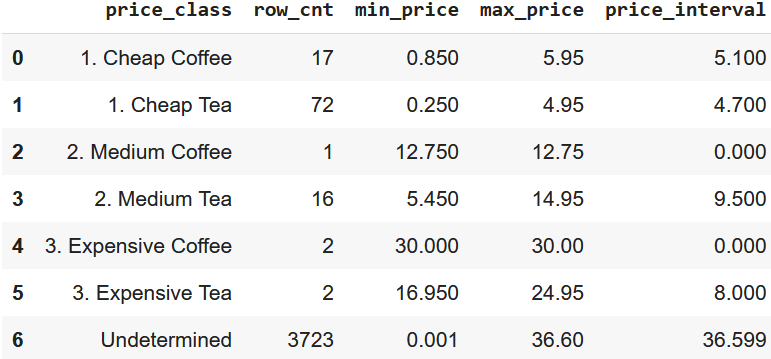 price_class row_cnt min_price max_price price_interval
0 1. Cheap Coffee 17 0.850 5.95 5.100
1 1. Cheap Tea 72 0.250 4.95 4.700
2 2. Medium Coffee 1 12.750 12.75 0.000
3 2. Medium Tea 16 5.450 14.95 9.500
4 3. Expensive Coffee 2 30.000 30.00 0.000
5 3. Expensive Tea 2 16.950 24.95 8.000
6 Undetermined 3723 0.001 36.60 36.599